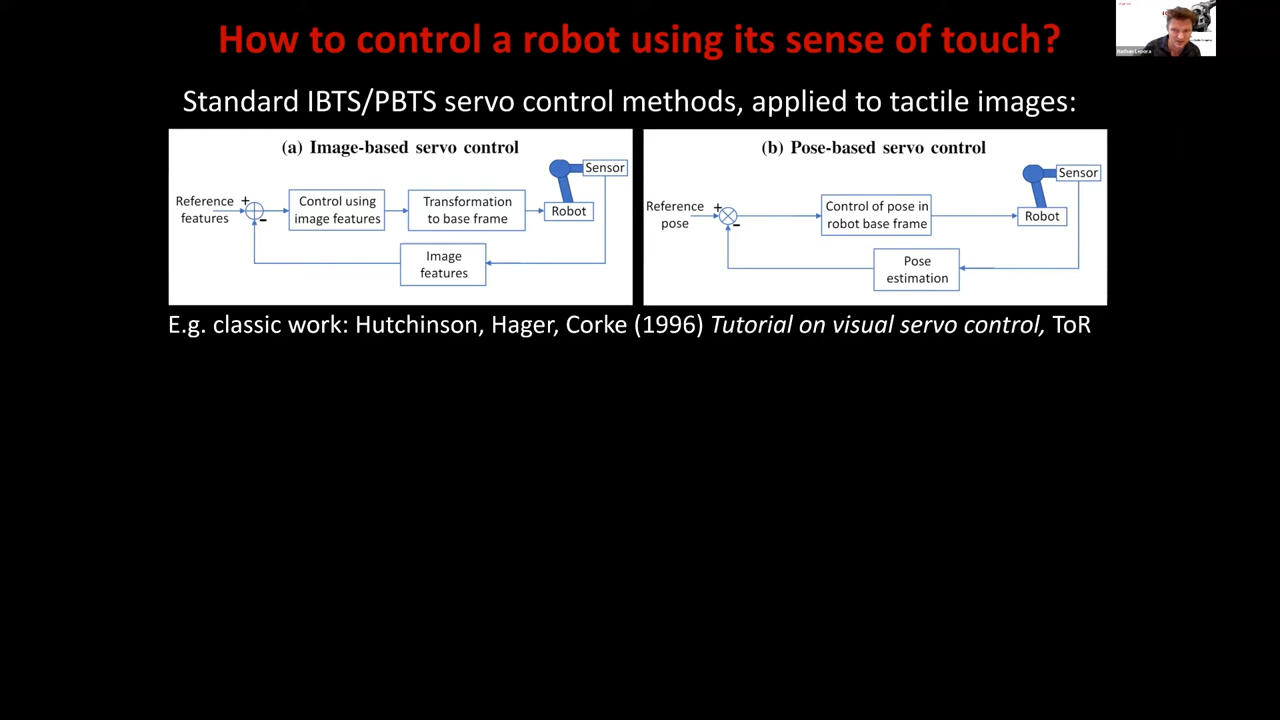 How to control a robot using its sense of touch?
Nathan Lepora
Standard IBTS/PBTS servo control methods, applied to tactile images:
(a) Image-based servo control
Sensor
Reference
features
+
-
Control using
image features
Transformation
to base frame
Robot
Image
features
(b) Pose-based servo control
Sensor
Reference
pose
+
-
Control of pose in
robot base frame
Robot
Pose
estimation
E.g. classic work: Hutchinson, Hager, Corke (1996) Tutorial on visual servo control, ToR